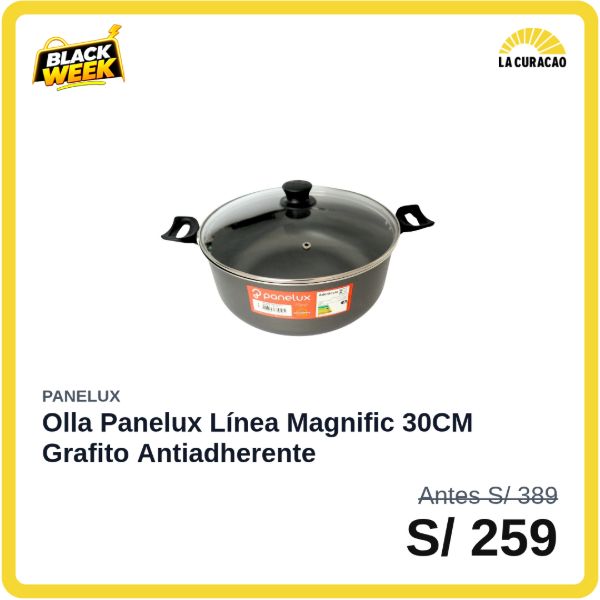 BLACK
WEEK
LA CURACAO
panelux
PANELUX
Olla Panelux Línea Magnific 30CM
Grafito Antiadherente
Antes S/ 389
S/ 259